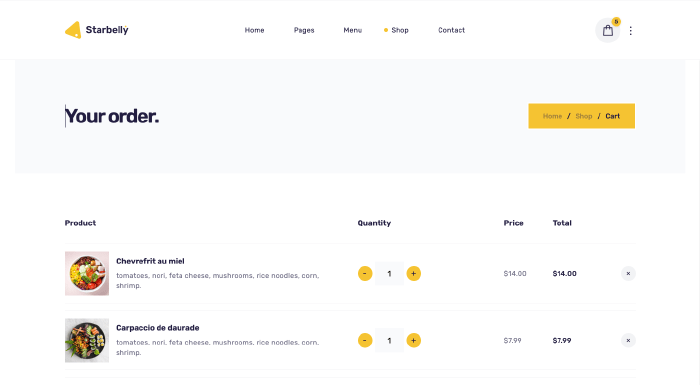 Starbelly
Home Pages Menu Shop Contact
5
Your order.
Home / Shop / Cart
Product Quantity Price Total
Chevrefrit au miel
tomatoes, nori, feta cheese, mushrooms, rice noodles, corn,
shrimp.
- 1 + $14.00 $14.00 ×
Carpaccio de daurade
tomatoes, nori, feta cheese, mushrooms, rice noodles, corn,
shrimp.
- 1 + $7.99 $7.99 ×